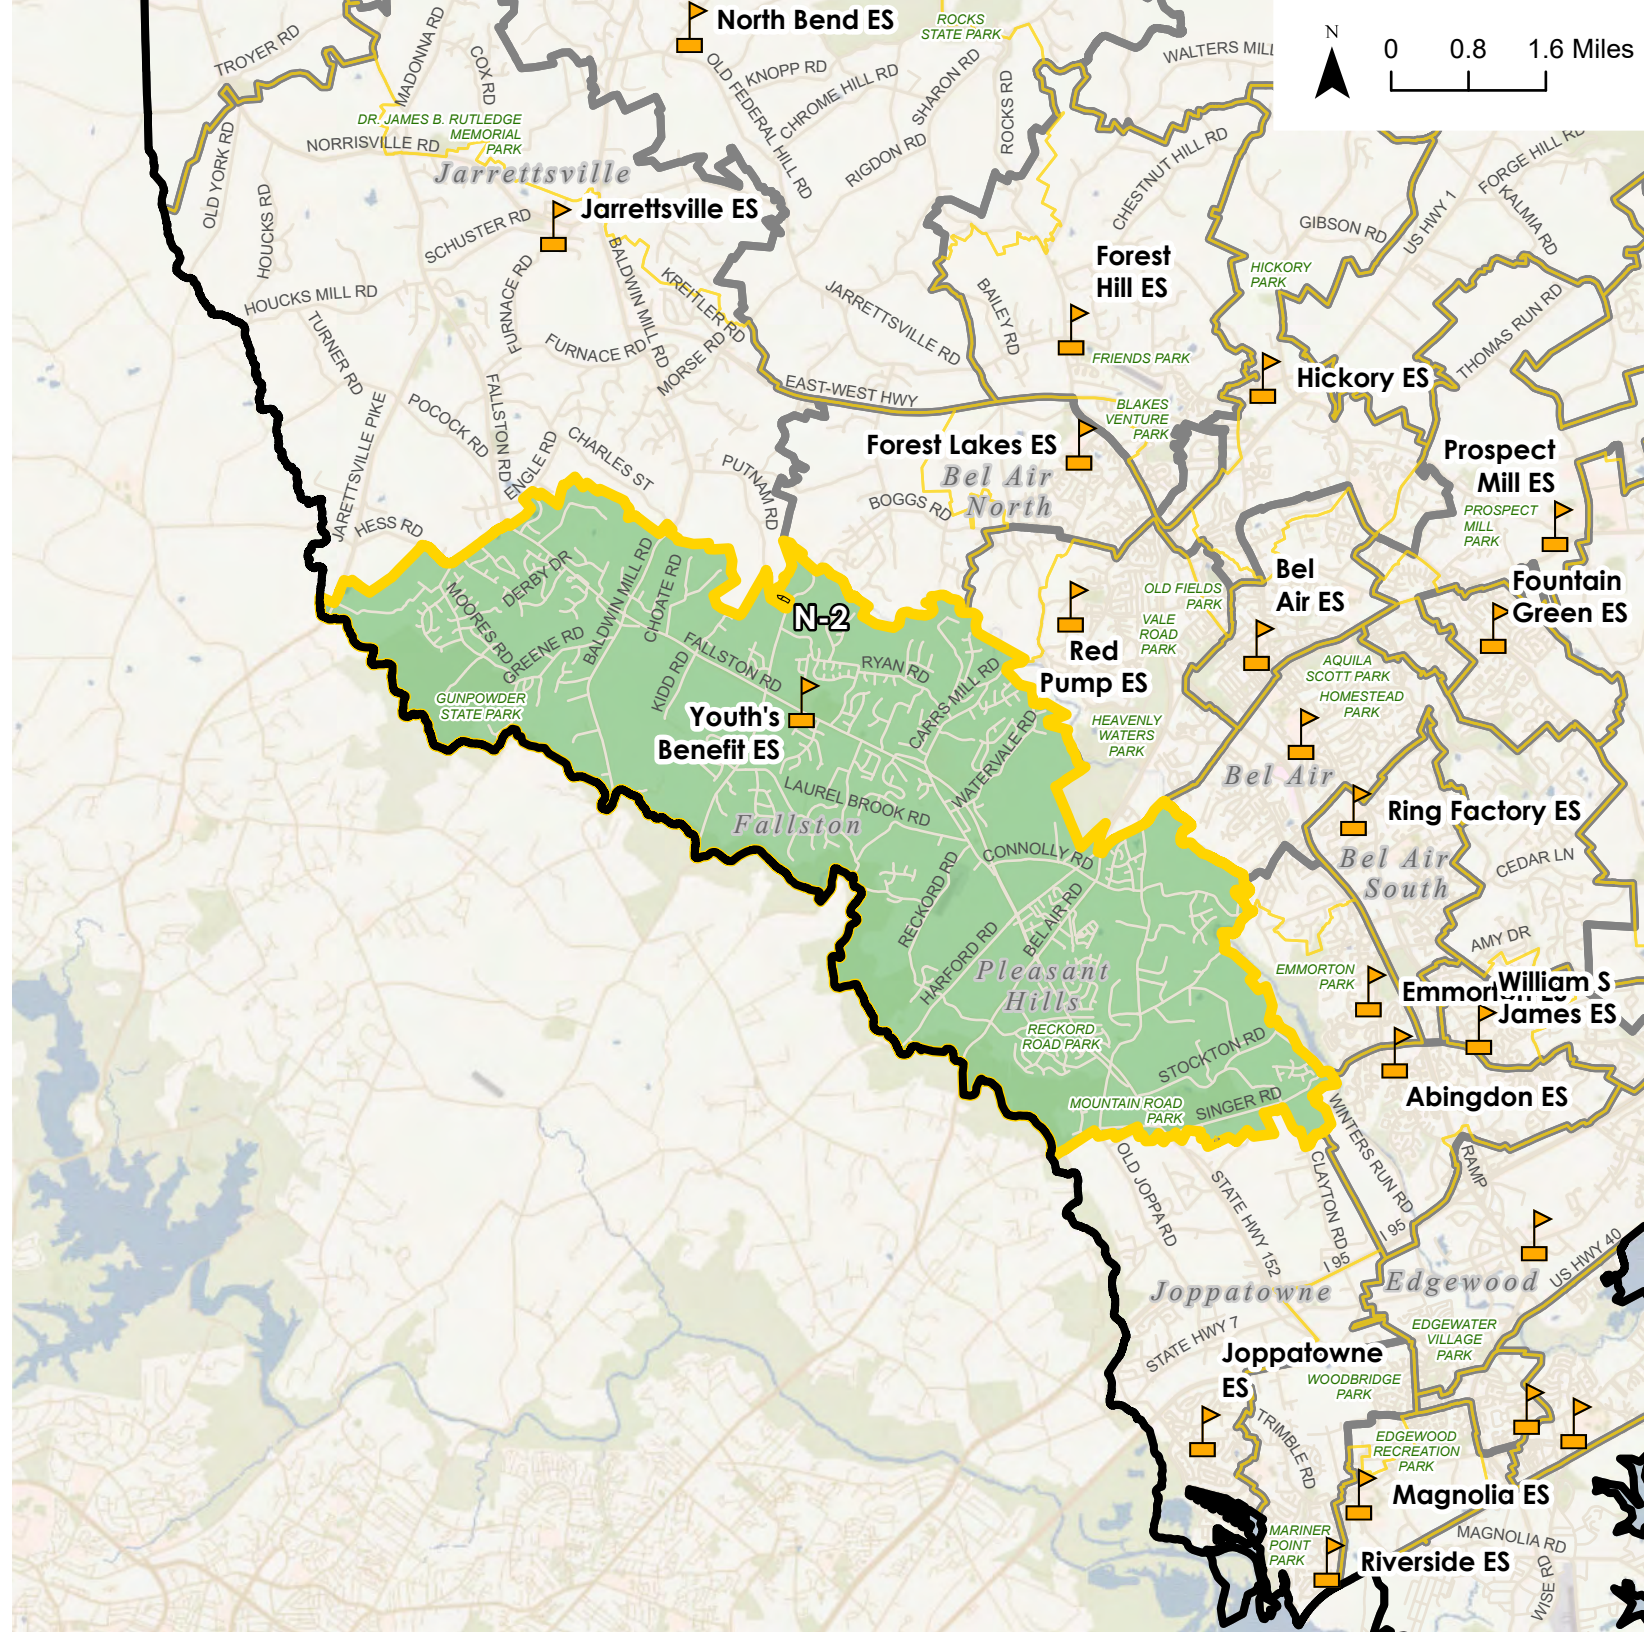 North Bend ES
ROCKS
STATE PARK
N
0 0.8 1.6 Miles
TROYER RD
MADONNA RD
COX RD
OLD FEDERAL HILL RD
KNOPP RD
CHROME HILL RD
SHARON RD
ROCKS RD
RIGDON RD
WALTERS MILL
DR. JAMES B. RUTLEDGE
MEMORIAL
PARK
NORRISVILLE RD
OLD YORK RD
HOUCKS RD
Jarrettsville
Jarrettsville ES
SCHUSTER RD
CHESTNUT HILL RD
GIBSON RD
US HWY 1
FORGE HILL RD
KALMIA RD
HICKORY
PARK
Forest
Hill ES
BALDWIN MILL RD
KREITLER RD
FURNACE RD
HOUCKS MILL RD
TURNER RD
FURNACE RD
MORSE RD
JARRETTSVILLE RD
BAILEY RD
FRIENDS PARK
THOMAS RUN RD
Hickory ES
EAST-WEST HWY
BLAKES
VENTURE
PARK
JARETTSVILLE PIKE
POCOCK RD
FALLSTON RD
ENGLE RD
CHARLES ST
PUTNAM RD
Forest Lakes ES
Bel Air
North
BOGGS RD
Prospect
Mill ES
PROSPECT
MILL
PARK
HESS RD
DERBY DR
MOORES RD
GREENE RD
BALDWIN MILL RD
CHOATE RD
KIDD RD
FALLSTON RD
N-2
RYAN RD
CARRS MILL RD
WATERVALE RD
OLD FIELDS
PARK
Bel
Air ES
Fountain
Green ES
VALE
ROAD
PARK
Red
Pump ES
AQUILA
SCOTT PARK
HOMESTEAD
PARK
GUNPOWDER
STATE PARK
Youth's
Benefit ES
HEAVENLY
WATERS
PARK
Bel Air
LAUREL BROOK RD
Fallston
Ring Factory ES
CONNOLLY RD
Bel Air
South
CEDAR LN
RECKORD RD
BELAIR RD
HARFORD RD
AMY DR
Pleasant
Hills
EMMORTON
PARK
Emmorton ES
William S
James ES
RECKORD
ROAD PARK
STOCKTON RD
MOUNTAIN ROAD
PARK
SINGER RD
Abingdon ES
WINTERS RUN RD
OLD JOPPA RD
STATE HWY 152
CLAYTON RD
RAMP
I 95
I 95
Joppatowne
Edgewood
US HWY 40
STATE HWY 7
EDGEWATER
VILLAGE
PARK
Joppatowne
ES
WOODBRIDGE
PARK
TRIMBLE RD
EDGEWOOD
RECREATION
PARK
Magnolia ES
MARINER
POINT
PARK
MAGNOLIA RD
Riverside ES
WISE RD